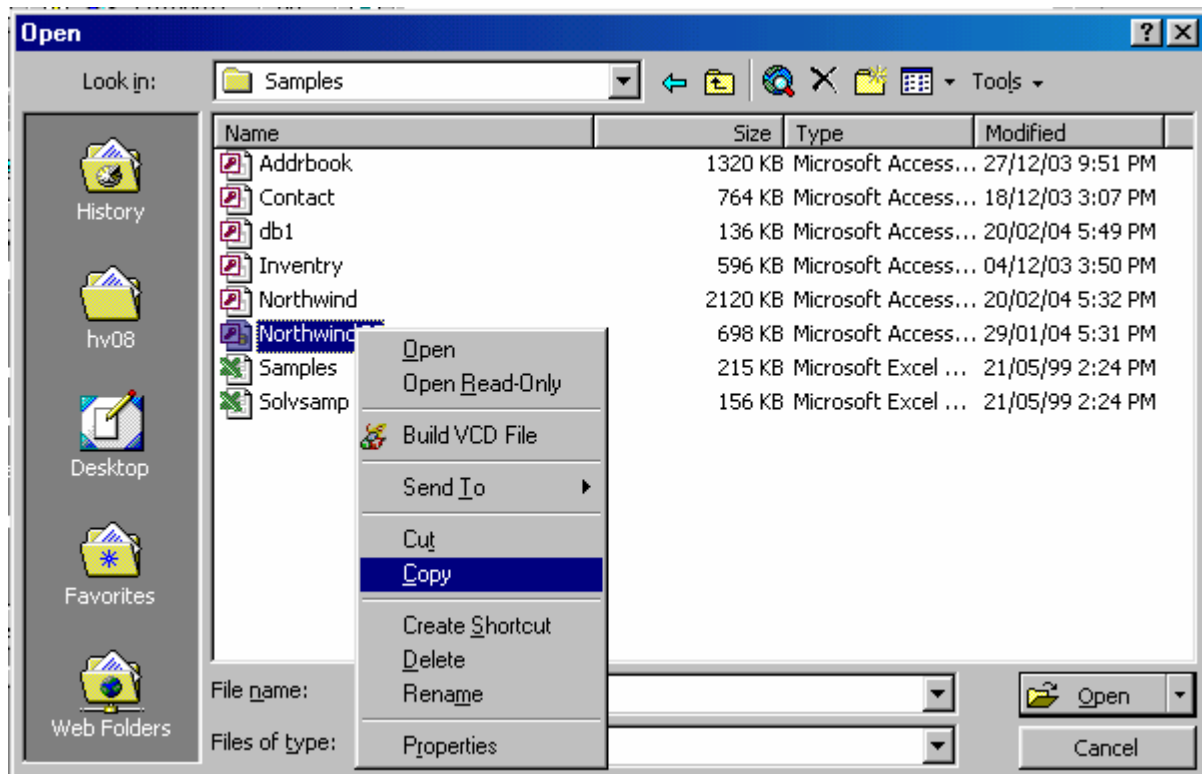 Open
Look in:
Samples
Tools
Name Size Type Modified
Addrbook 1320 KB Microsoft Access... 27/12/03 9:51 PM
Contact 764 KB Microsoft Access... 18/12/03 3:07 PM
db1 136 KB Microsoft Access... 20/02/04 5:49 PM
Inventry 596 KB Microsoft Access... 04/12/03 3:50 PM
Northwind 2120 KB Microsoft Access... 20/02/04 5:32 PM
698 KB Microsoft Access... 29/01/04 5:31 PM
Samples 215 KB Microsoft Excel ... 21/05/99 2:24 PM
Solvsamp 156 KB Microsoft Excel ... 21/05/99 2:24 PM
History
hv08
Desktop
Favorites
Web Folders
Open
Open Read-Only
Build VCD File
Send To
Cut
Copy
Create Shortcut
Delete
Rename
Properties
File name:
Files of type:
Open
Cancel